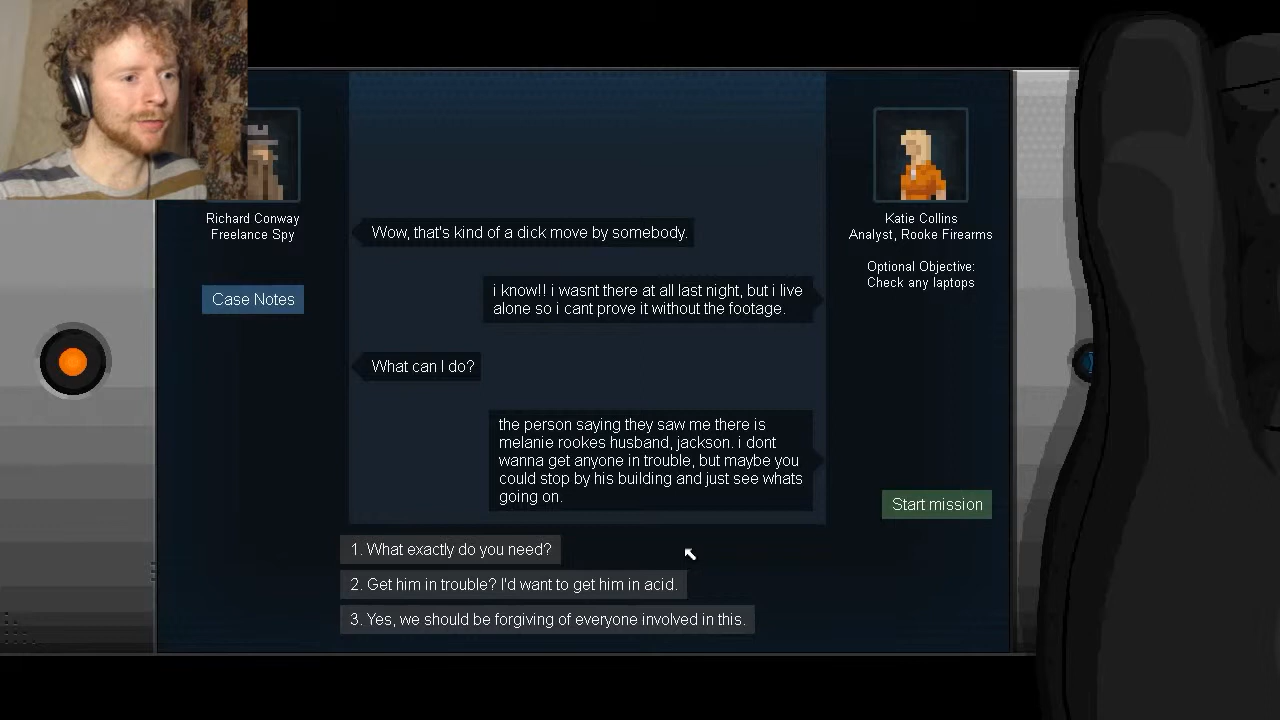 Richard Conway
Freelance Spy
Case Notes
Wow, that's kind of a dick move by somebody.
i know!! i wasnt there at all last night, but i live
alone so i cant prove it without the footage.
What can I do?
the person saying they saw me there is
melanie rookes husband, jackson. i dont
wanna get anyone in trouble, but maybe you
could stop by his building and just see whats
going on.
1. What exactly do you need?
2. Get him in trouble? I'd want to get him in acid.
3. Yes, we should be forgiving of everyone involved in this.
Katie Collins
Analyst, Rooke Firearms
Optional Objective:
Check any laptops
Start mission